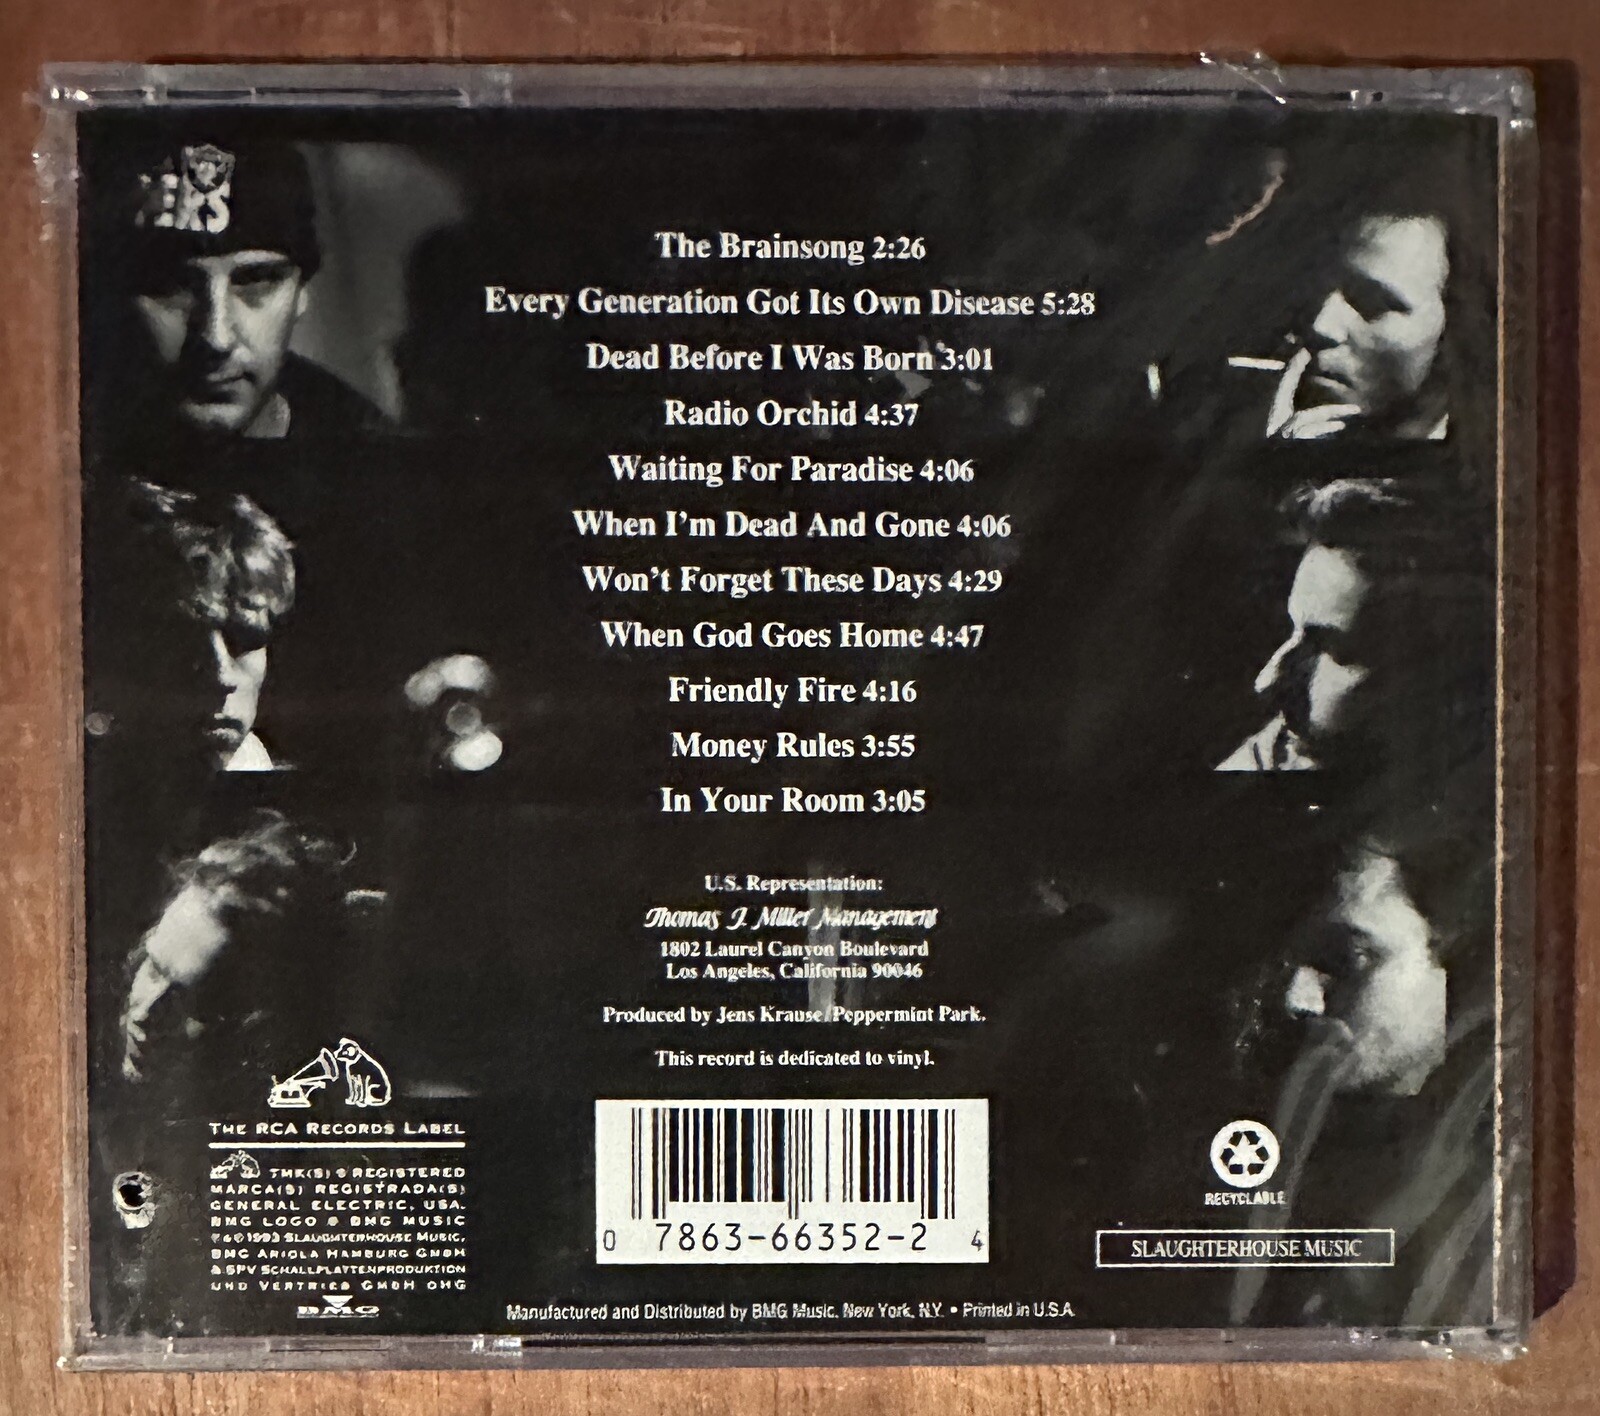 The Brainsong 2:26
Every Generation Got Its Own Disease 5:28
Dead Before I Was Born 3:01
Radio Orchid 4:37
Waiting For Paradise 4:06
When I'm Dead And Gone 4:06
Won't Forget These Days 4:29
When God Goes Home 4:47
Friendly Fire 4:16
Money Rules 3:55
In Your Room 3:05
U.S. Representation:
Thomas J. Miller Management
1802 Laurel Canyon Boulevard
Los Angeles, California 90046
Produced by Jens Krause/Peppermint Park.
This record is dedicated to vinyl.
THE RCA RECORDS LABEL
TMK(S) ® REGISTERED
MARCA(S) REGISTRADA(S)
GENERAL ELECTRIC, USA.
BMG LOGO ® BMG MUSIC
℗&© 1993 SLAUGHTERHOUSE MUSIC,
BMG ARIOLA HAMBURG GMBH
& SPV SCHALLPLATTENPRODUKTION
UND VERTRIEB GMBH OHG
BMG
0 7863-66352-2 4
RECYCLABLE
SLAUGHTERHOUSE MUSIC
Manufactured and Distributed by BMG Music, New York, N.Y. • Printed in U.S.A.